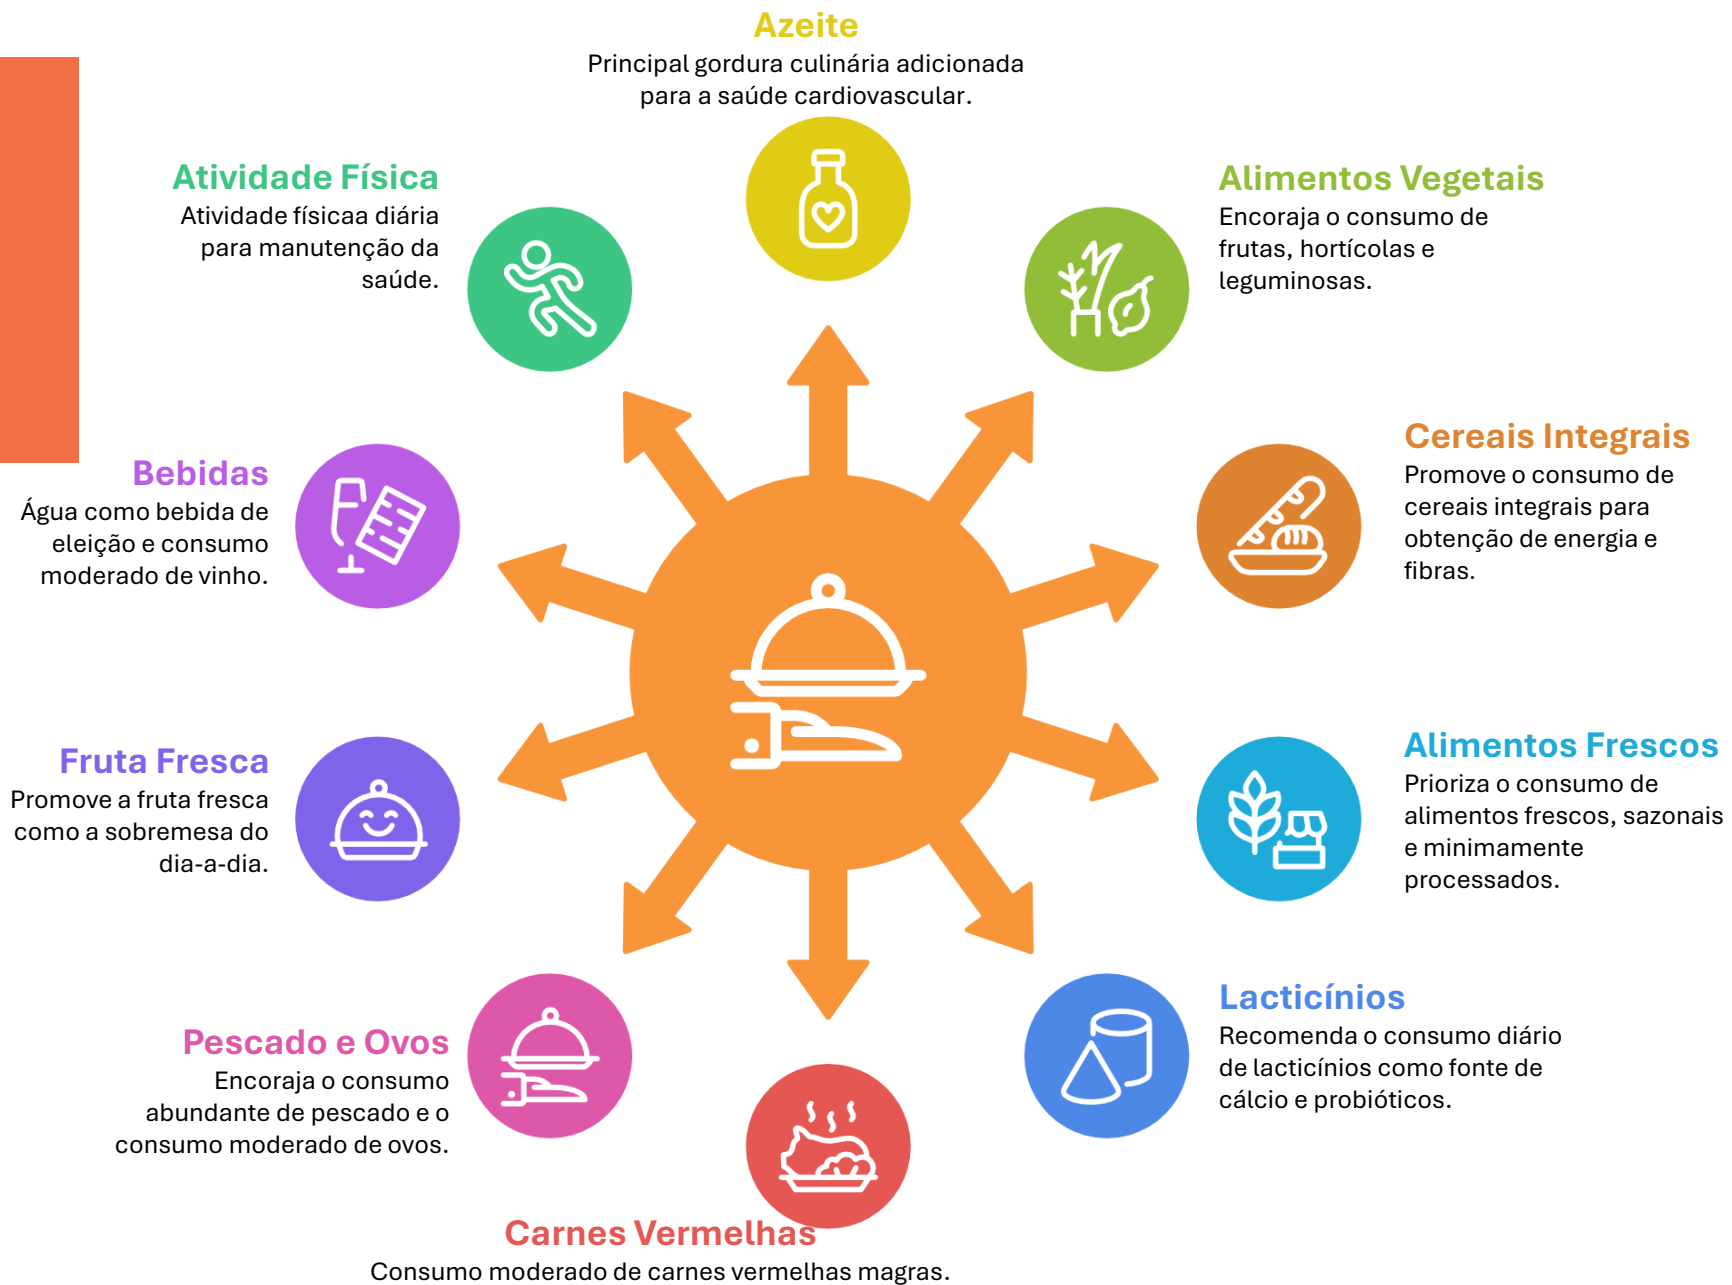 Azeite
Principal gordura culinária adicionada
para a saúde cardiovascular.
Atividade Física
Atividade físicaa diária
para manutenção da
saúde.
Alimentos Vegetais
Encoraja o consumo de
frutas, hortícolas e
leguminosas.
Bebidas
Água como bebida de
eleição e consumo
moderado de vinho.
Cereais Integrais
Promove o consumo de
cereais integrais para
obtenção de energia e
fibras.
Fruta Fresca
Promove a fruta fresca
como a sobremesa do
dia-a-dia.
Alimentos Frescos
Prioriza o consumo de
alimentos frescos, sazonais
e minimamente
processados.
Pescado e Ovos
Encoraja o consumo
abundante de pescado e o
consumo moderado de ovos.
Lacticínios
Recomenda o consumo diário
de lacticínios como fonte de
cálcio e probióticos.
Carnes Vermelhas
Consumo moderado de carnes vermelhas magras.